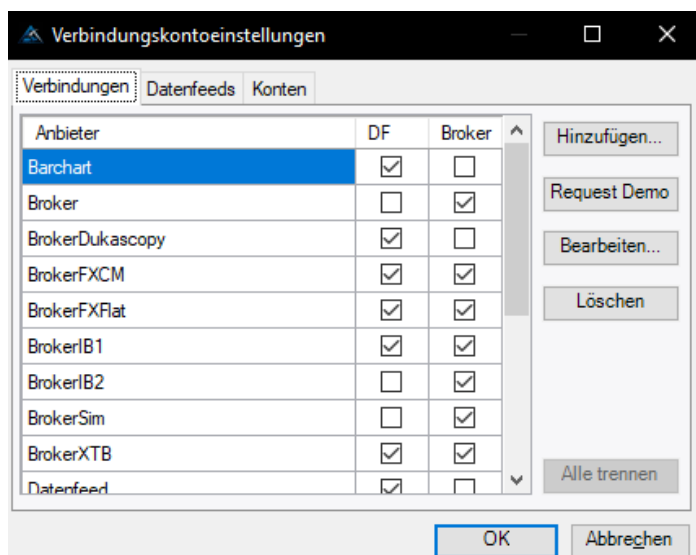 Verbindungskontoeinstellungen
Verbindungen Datenfeeds Konten
Anbieter DF Broker
Barchart
Broker
BrokerDukascopy
BrokerFXCM
BrokerFXFlat
BrokerIB1
BrokerIB2
BrokerSim
BrokerXTB
Datenfeed
Hinzufügen...
Request Demo
Bearbeiten...
Löschen
Alle trennen
OK Abbrechen